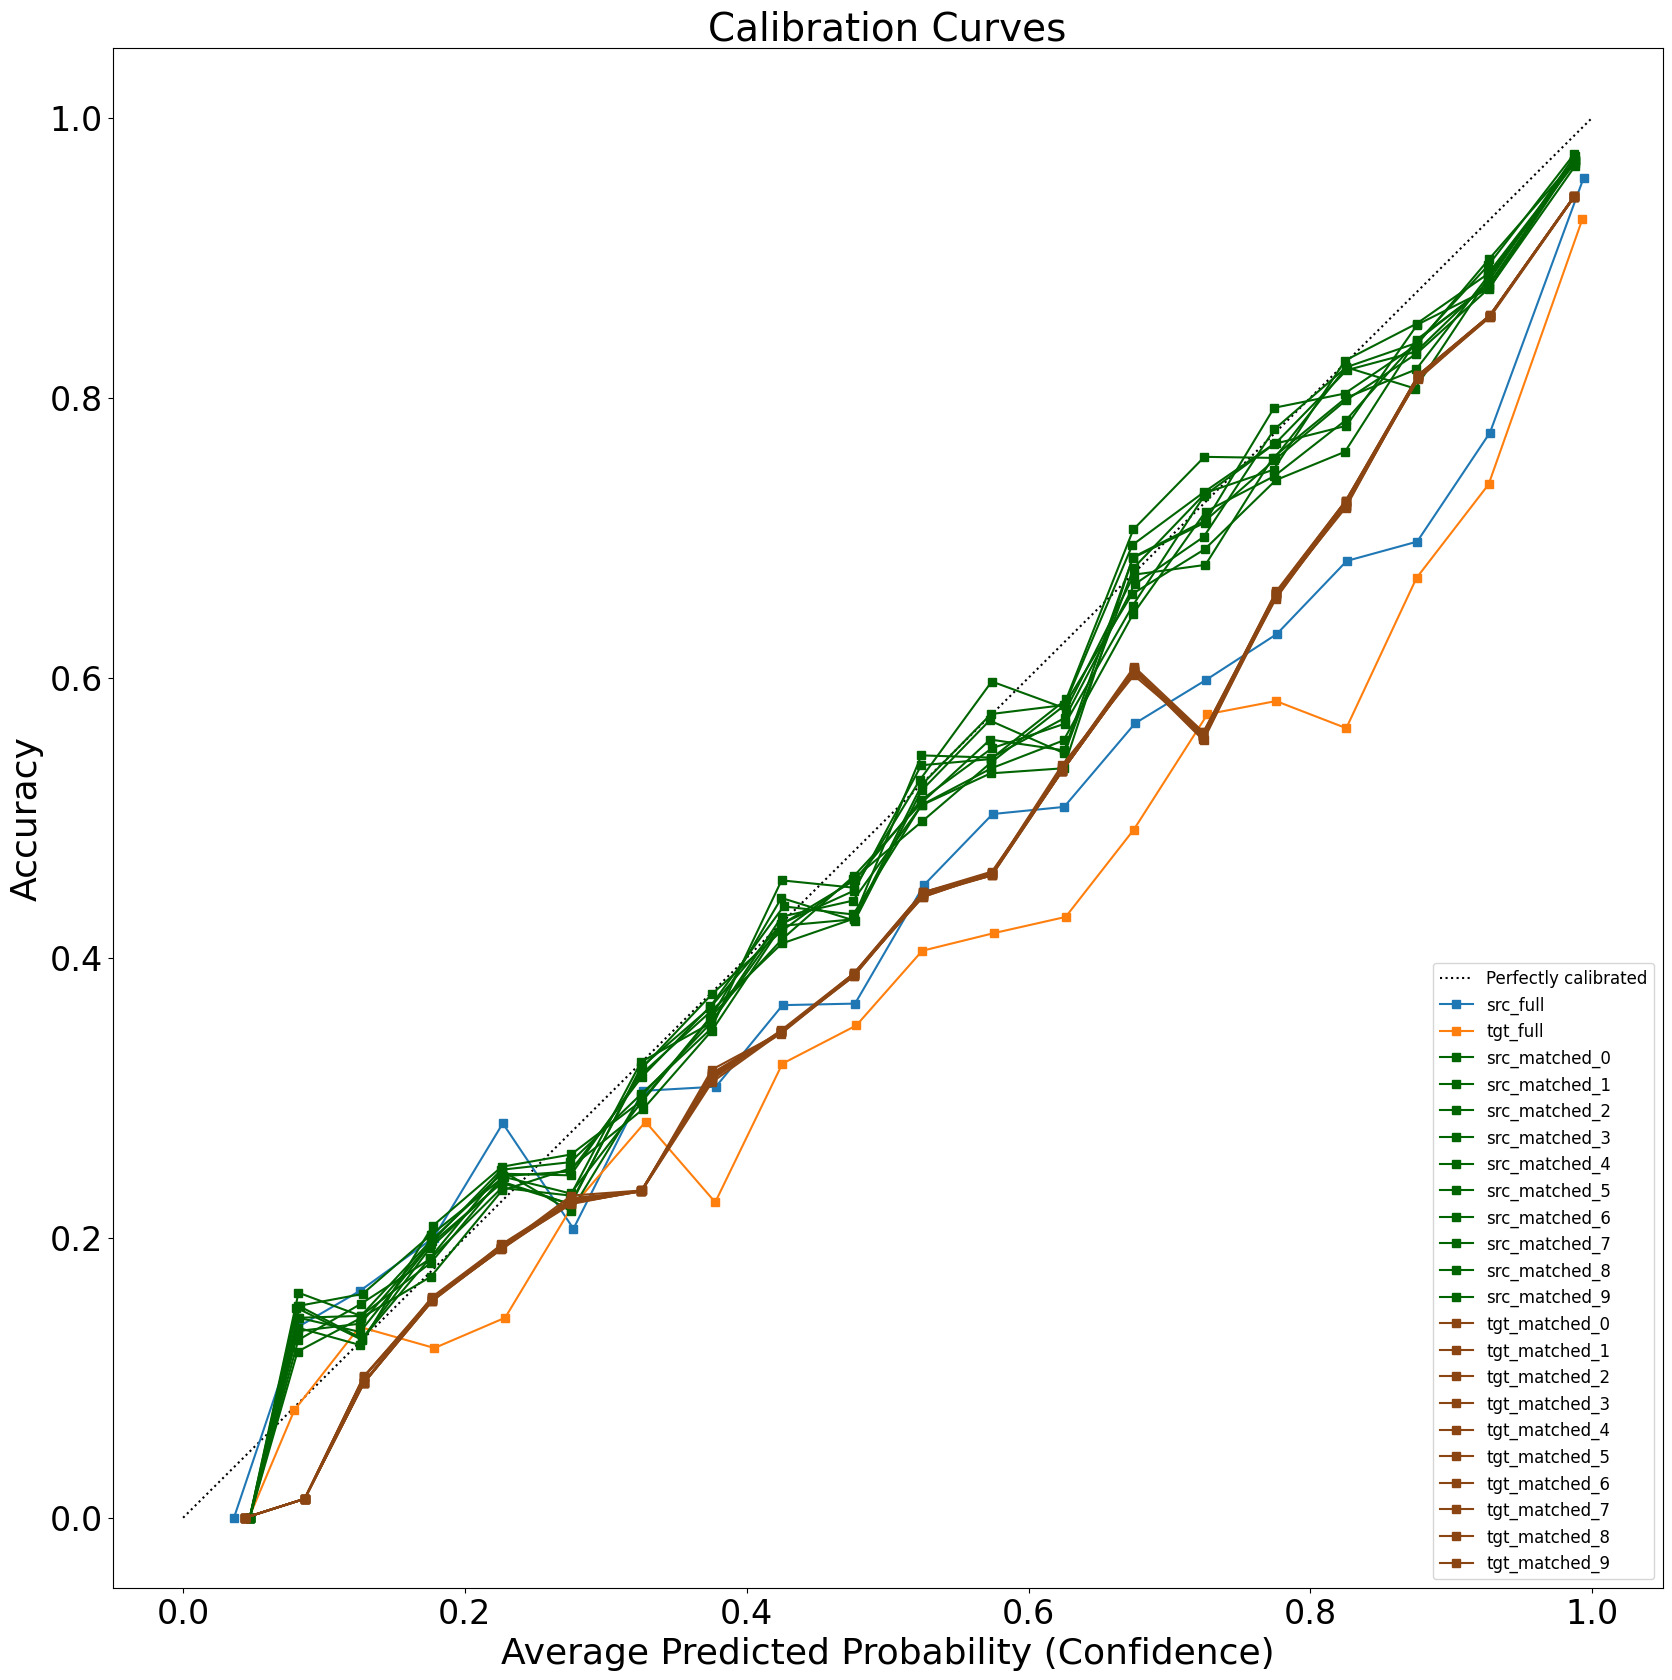 Calibration Curves
1.0
0.8
0.6
0.4
0.2
0.0
Accuracy
0.0 0.2 0.4 0.6 0.8 1.0
Average Predicted Probability (Confidence)
Perfectly calibrated
src_full
tgt_full
src_matched_0
src_matched_1
src_matched_2
src_matched_3
src_matched_4
src_matched_5
src_matched_6
src_matched_7
src_matched_8
src_matched_9
tgt_matched_0
tgt_matched_1
tgt_matched_2
tgt_matched_3
tgt_matched_4
tgt_matched_5
tgt_matched_6
tgt_matched_7
tgt_matched_8
tgt_matched_9